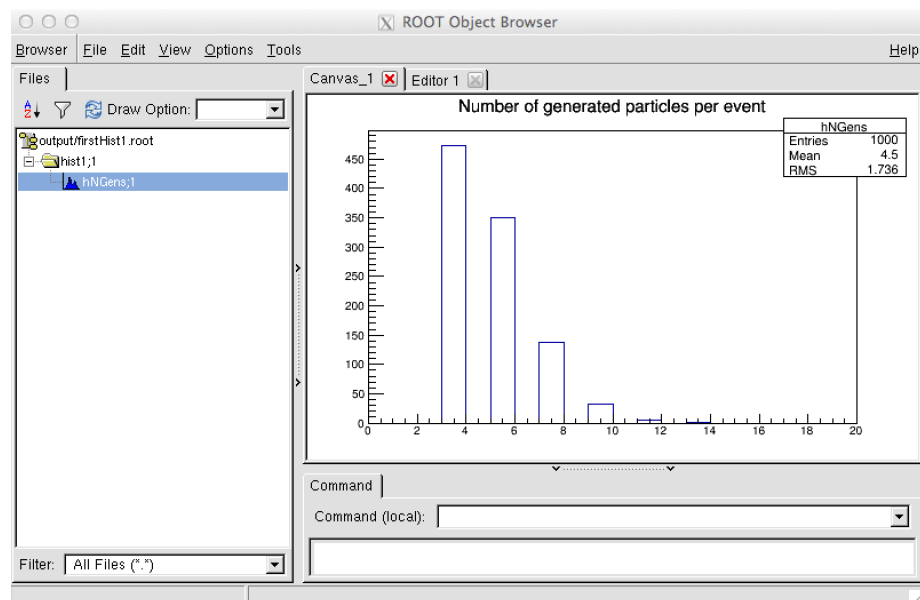 ROOT Object Browser
Browser File Edit View Options Tools Help
Files
Draw Option:
output/firstHist1.root
hist1;1
hNGens;1
Filter: All Files (*.*)
Canvas_1 Editor 1
Number of generated particles per event
hNGens
Entries 1000
Mean 4.5
RMS 1.736
450
400
350
300
250
200
150
100
50
0
0 2 4 6 8 10 12 14 16 18 20
Command
Command (local):